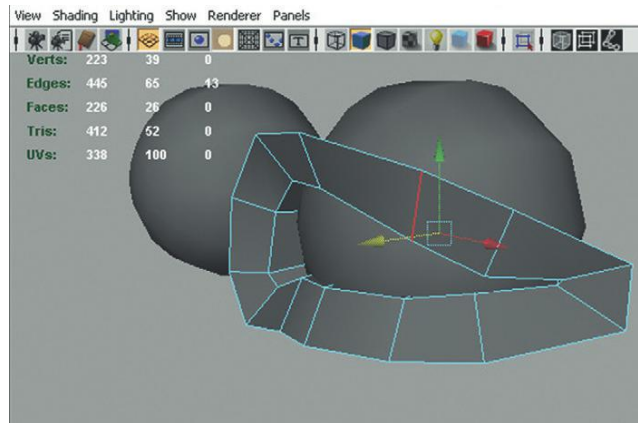 View Shading Lighting Show Renderer Panels
Verts: 223 39 0
Edges: 445 65 13
Faces: 226 26 0
Tris: 412 52 0
UVs: 338 100 0